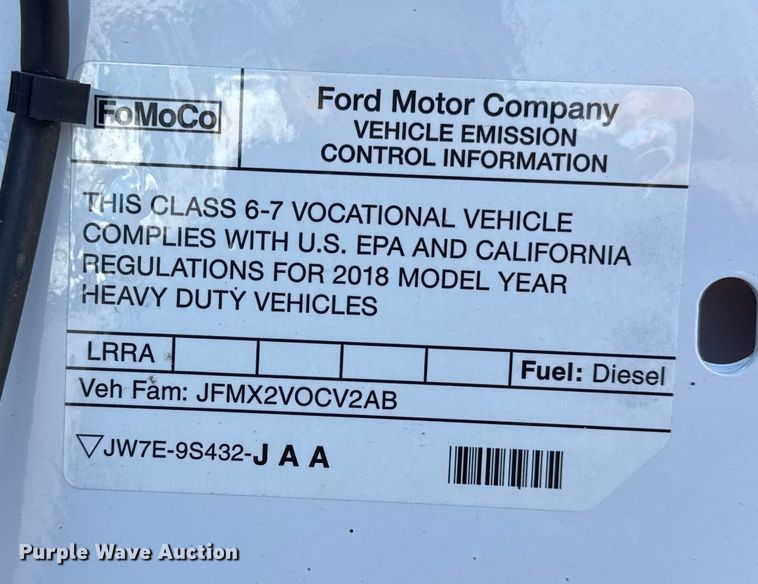 FoMoCo
Ford Motor Company
VEHICLE EMISSION
CONTROL INFORMATION
THIS CLASS 6-7 VOCATIONAL VEHICLE
COMPLIES WITH U.S. EPA AND CALIFORNIA
REGULATIONS FOR 2018 MODEL YEAR
HEAVY DUTY VEHICLES
LRRA Fuel: Diesel
Veh Fam: JFMX2VOCV2AB
▽JW7E-9S432-J A A
Purple Wave Auction